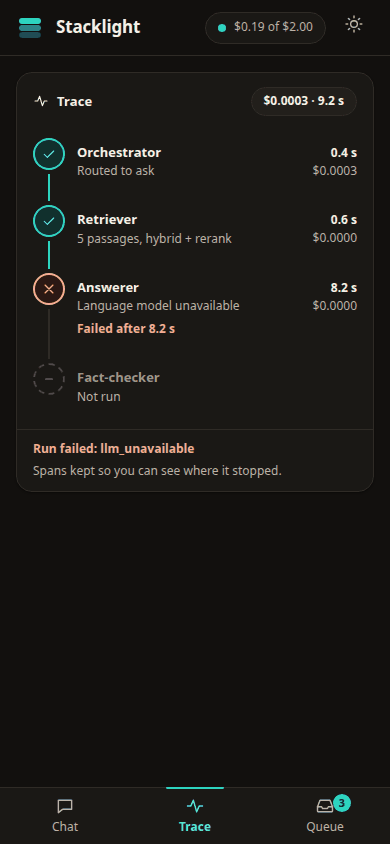 Stacklight
$0.19 of $2.00
Trace
$0.0003 · 9.2 s
Orchestrator
0.4 s
Routed to ask
$0.0003
Retriever
0.6 s
5 passages, hybrid + rerank
$0.0000
Answerer
8.2 s
Language model unavailable
$0.0000
Failed after 8.2 s
Fact-checker
Not run
Run failed: llm_unavailable
Spans kept so you can see where it stopped.
3
Chat
Trace
Queue